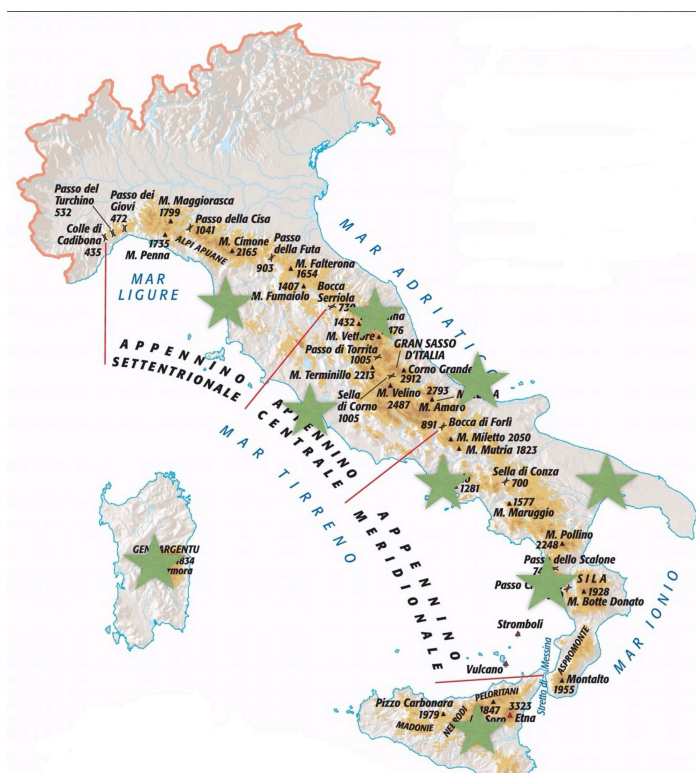 Passo del
Turchino
532
Passo dei
Giovi
472
M. Maggiorasca
1799
Passo della Cisa
1041
Colle di
Cadibona
435
1735
M. Penna
ALPI APUANE
M. Cimone
2165
Passo
della Futa
903
M. Falterona
1654
1407
M. Fumaiolo
Bocca
Serriola
MAR
LIGURE
MAR ADRIATICO
1432
M. Vettore
Passo di Torrita
1005
GRAN SASSO
D'ITALIA
Corno Grande
2912
M. Terminillo 2213
Sella
di Corno
1005
M. Velino
2487
2793
M. Amaro
891
Bocca di Forlì
M. Miletto 2050
M. Mutria 1823
APPENNINO
SETTENTRIONALE
APPENNINO
CENTRALE
APPENNINO
MERIDIONALE
MAR TIRRENO
1281
Sella di Conza
700
1577
M. Maruggio
M. Pollino
2248
dello Scalone
Passo
SILA
1928
M. Botte Donato
Stromboli
Vulcano
Stretto di Messina
ASPROMONTE
Montalto
1955
MAR IONIO
PELORITANI
Pizzo Carbonara
1979
MADONIE
1847
3323
Etna